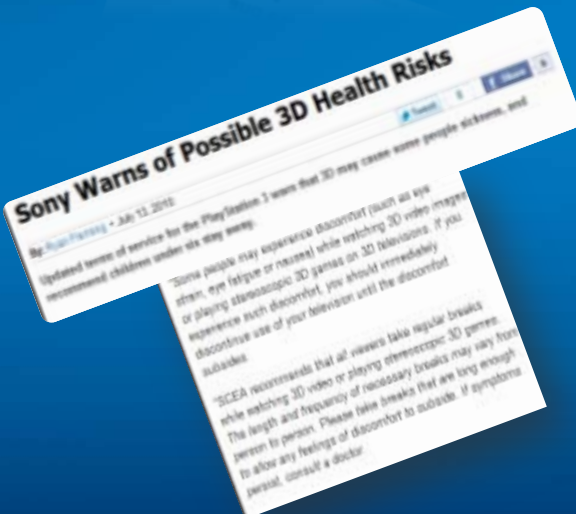 Sony Warns of Possible 3D Health Risks
Tweet
0
Share
By Ryan Fleming • July 12, 2010
Updated terms of service for the PlayStation 3 warn that 3D may cause some people sickness, and
recommend children under six stay away.
"Some people may experience discomfort (such as eye
strain, eye fatigue or nausea) while watching 3D video images
or playing stereoscopic 3D games on 3D televisions. If you
experience such discomfort, you should immediately
discontinue use of your television until the discomfort
subsides.
"SCEA recommends that all viewers take regular breaks
while watching 3D video or playing stereoscopic 3D games.
The length and frequency of necessary breaks may vary from
person to person. Please take breaks that are long enough
to allow any feelings of discomfort to subside. If symptoms
persist, consult a doctor.